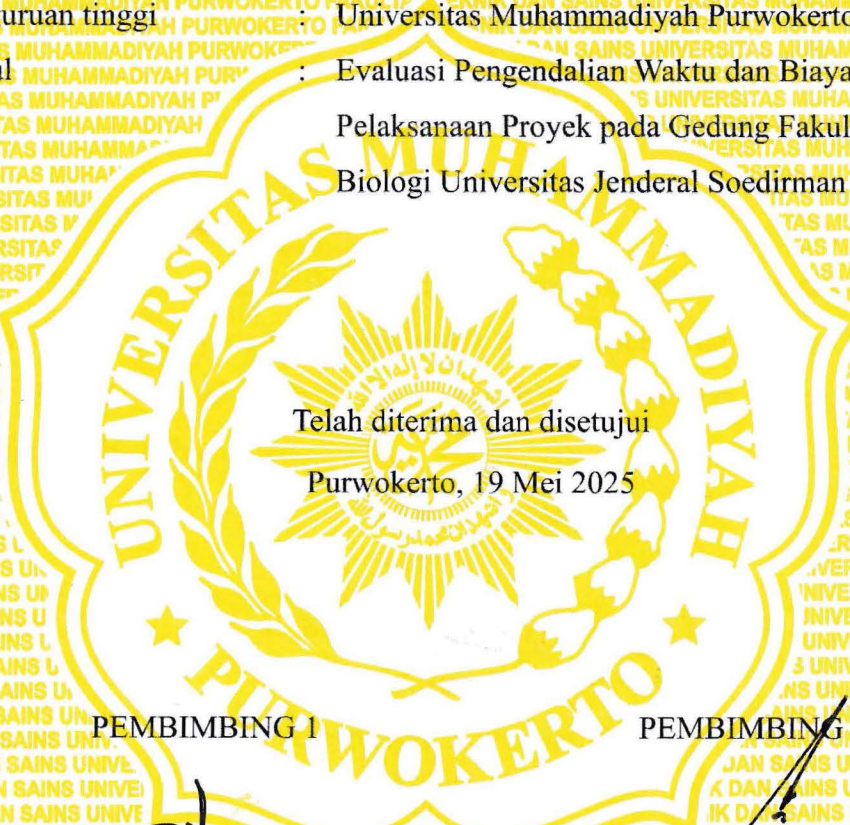 uruan tinggi : Universitas Muhammadiyah Purwokerto
ul : Evaluasi Pengendalian Waktu dan Biaya
Pelaksanaan Proyek pada Gedung Fakul
Biologi Universitas Jenderal Soedirman
UNIVERSITAS MUHAMMADIYAH
Telah diterima dan disetujui
Purwokerto, 19 Mei 2025
PURWOKERTO
PEMBIMBING 1 PEMBIMBING